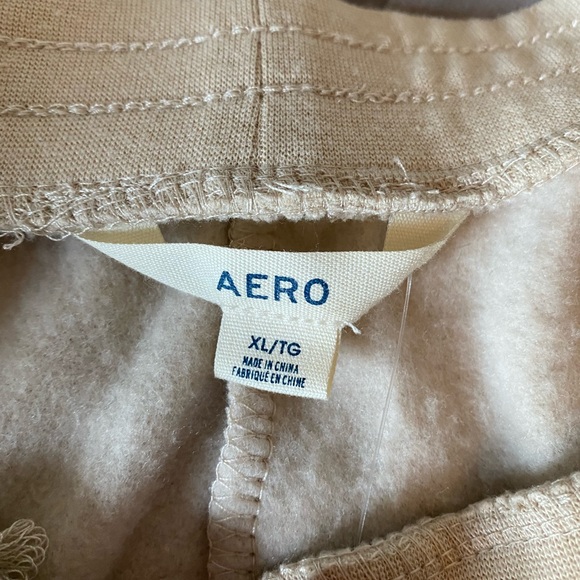 AERO
XL/TG
MADE IN CHINA
FABRIQUÉ EN CHINE